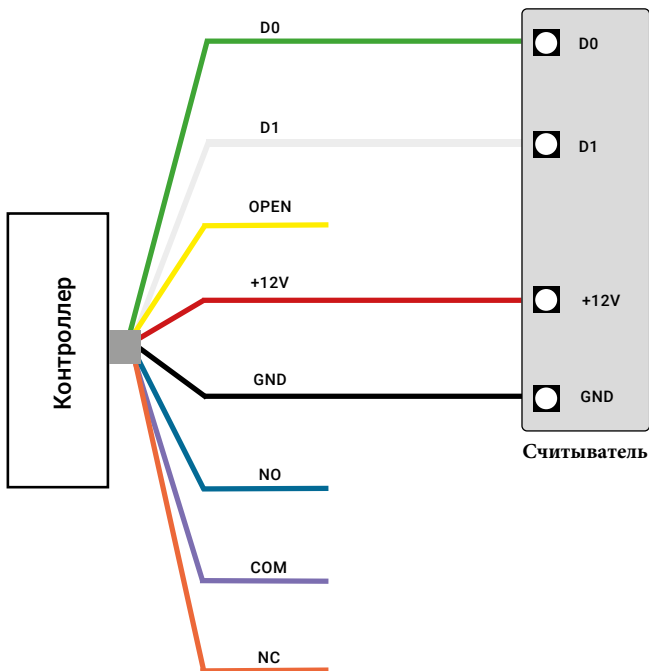 D0
D0
D1
D1
OPEN
+12V
+12V
Контроллер
GND
GND
Считыватель
NO
COM
NC